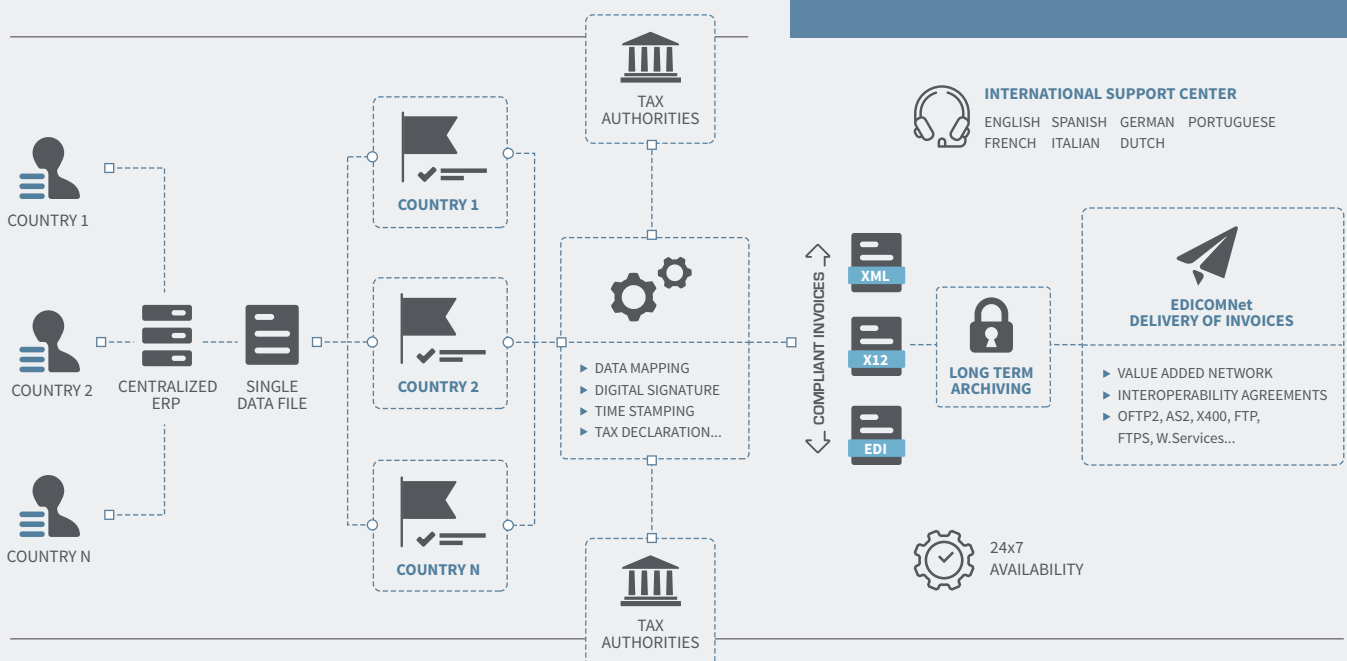 TAX
AUTHORITIES
INTERNATIONAL SUPPORT CENTER
ENGLISH SPANISH GERMAN PORTUGUESE
FRENCH ITALIAN DUTCH
COUNTRY 1
COUNTRY 2
COUNTRY N
CENTRALIZED
ERP
SINGLE
DATA FILE
COUNTRY 1
COUNTRY 2
COUNTRY N
DATA MAPPING
DIGITAL SIGNATURE
TIME STAMPING
TAX DECLARATION...
TAX
AUTHORITIES
COMPLIANT INVOICES
XML
X12
EDI
LONG TERM
ARCHIVING
EDICOMNet
DELIVERY OF INVOICES
VALUE ADDED NETWORK
INTEROPERABILITY AGREEMENTS
OFTP2, AS2, X400, FTP,
FTPS, W.Services...
24x7
AVAILABILITY